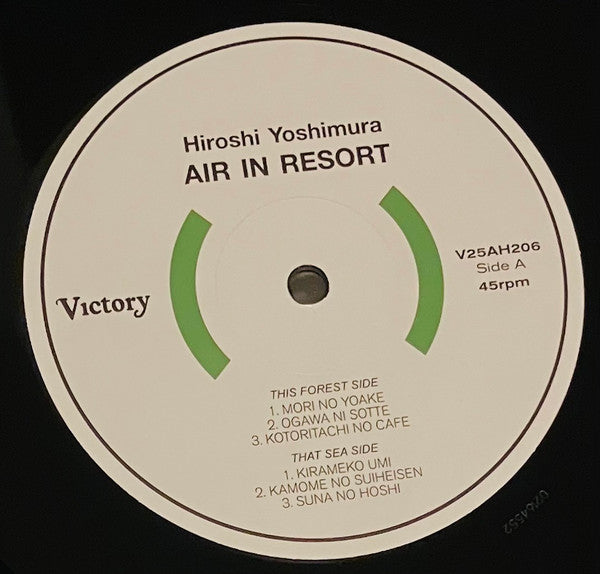 Hiroshi Yoshimura
AIR IN RESORT
Victory
V25AH206
Side A
45rpm
THIS FOREST SIDE
1. MORI NO YOAKE
2. OGAWA NI SOTTE
3. KOTORITACHI NO CAFE
THAT SEA SIDE
1. KIRAMEKO UMI
2. KAMOME NO SUIHEISEN
3. SUNA NO HOSHI